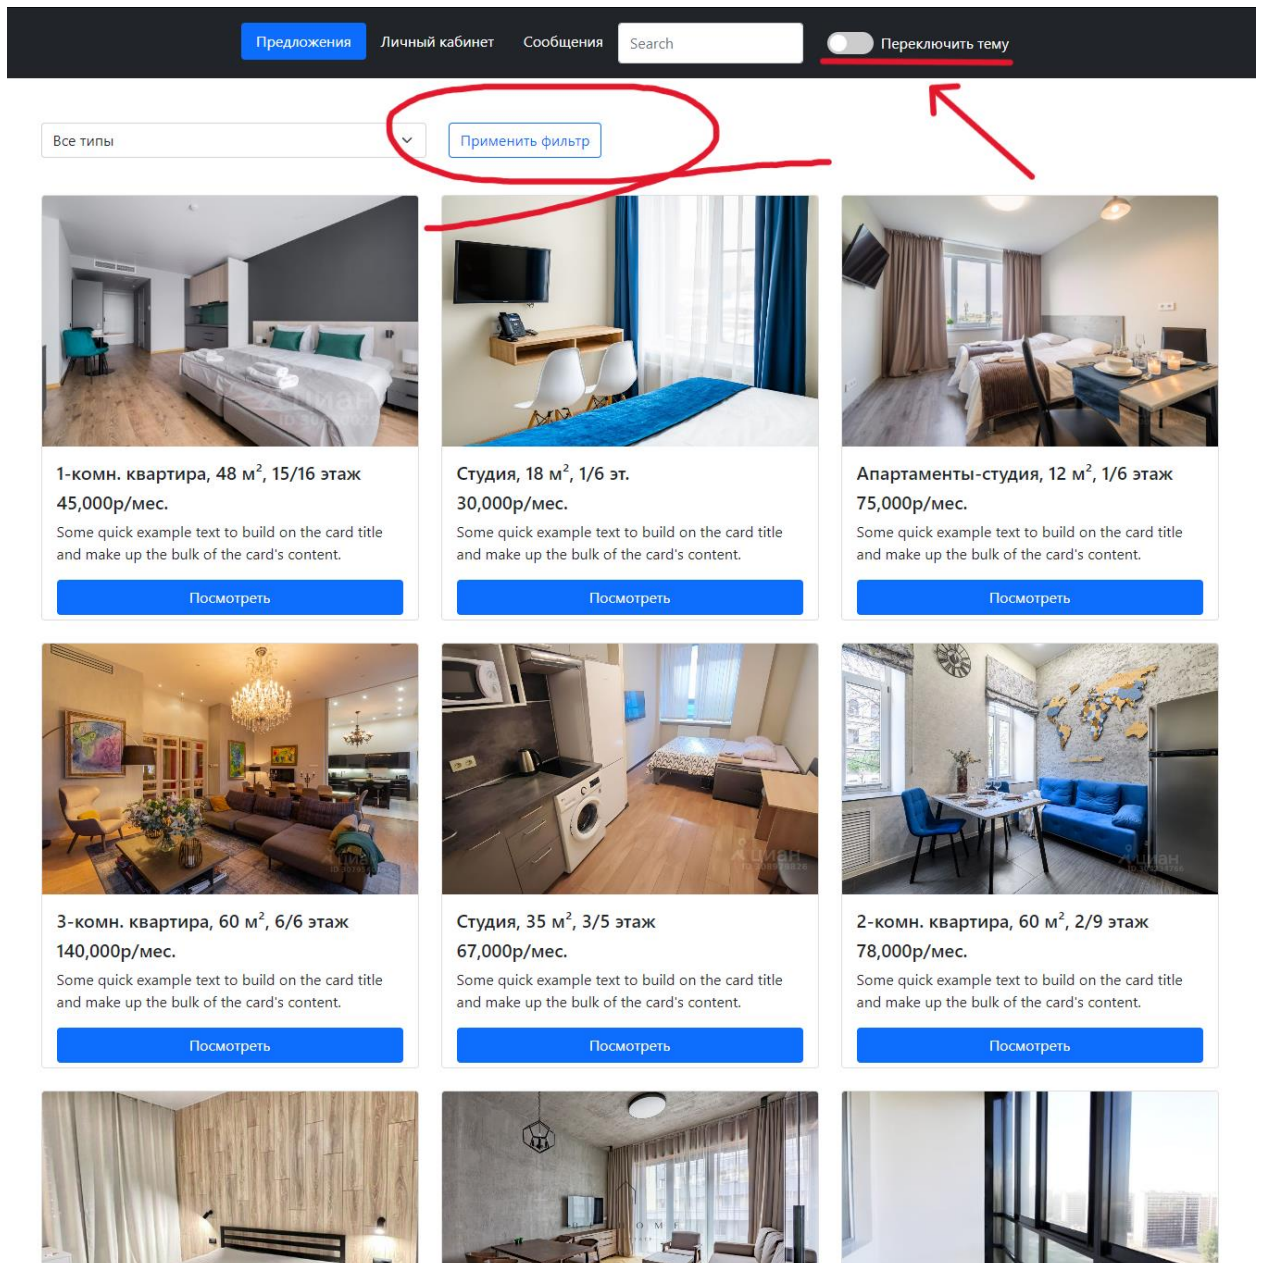 Предложения Личный кабинет Сообщения Search Переключить тему
Все типы Применить фильтр
1-комн. квартира, 48 м², 15/16 этаж
45,000р/мес.
Some quick example text to build on the card title
and make up the bulk of the card's content.
Посмотреть
Студия, 18 м², 1/6 эт.
30,000р/мес.
Some quick example text to build on the card title
and make up the bulk of the card's content.
Посмотреть
Апартаменты-студия, 12 м², 1/6 этаж
75,000р/мес.
Some quick example text to build on the card title
and make up the bulk of the card's content.
Посмотреть
3-комн. квартира, 60 м², 6/6 этаж
140,000р/мес.
Some quick example text to build on the card title
and make up the bulk of the card's content.
Посмотреть
Студия, 35 м², 3/5 этаж
67,000р/мес.
Some quick example text to build on the card title
and make up the bulk of the card's content.
Посмотреть
2-комн. квартира, 60 м², 2/9 этаж
78,000р/мес.
Some quick example text to build on the card title
and make up the bulk of the card's content.
Посмотреть